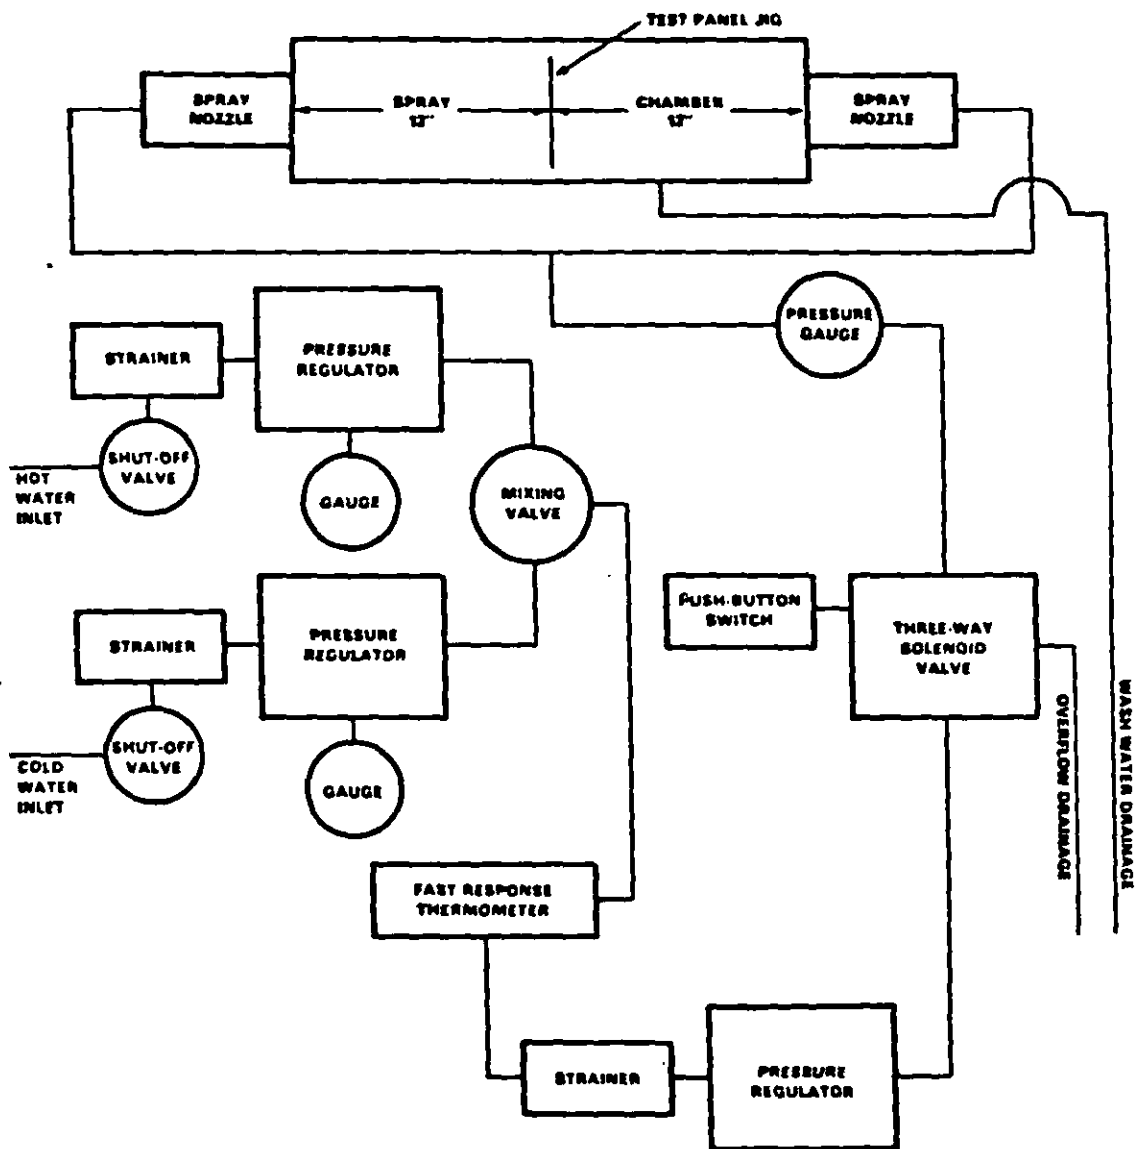 TEST PANEL JIG
SPRAY
NOZZLE
SPRAY
12"
CHAMBER
12"
SPRAY
NOZZLE
PRESSURE
GAUGE
STRAINER
PRESSURE
REGULATOR
SHUT-OFF
VALVE
HOT
WATER
INLET
GAUGE
MIXING
VALVE
STRAINER
PRESSURE
REGULATOR
PUSH-BUTTON
SWITCH
THREE-WAY
SOLENOID
VALVE
SHUT-OFF
VALVE
COLD
WATER
INLET
GAUGE
OVERFLOW DRAINAGE
WASH WATER DRAINAGE
FAST RESPONSE
THERMOMETER
STRAINER
PRESSURE
REGULATOR